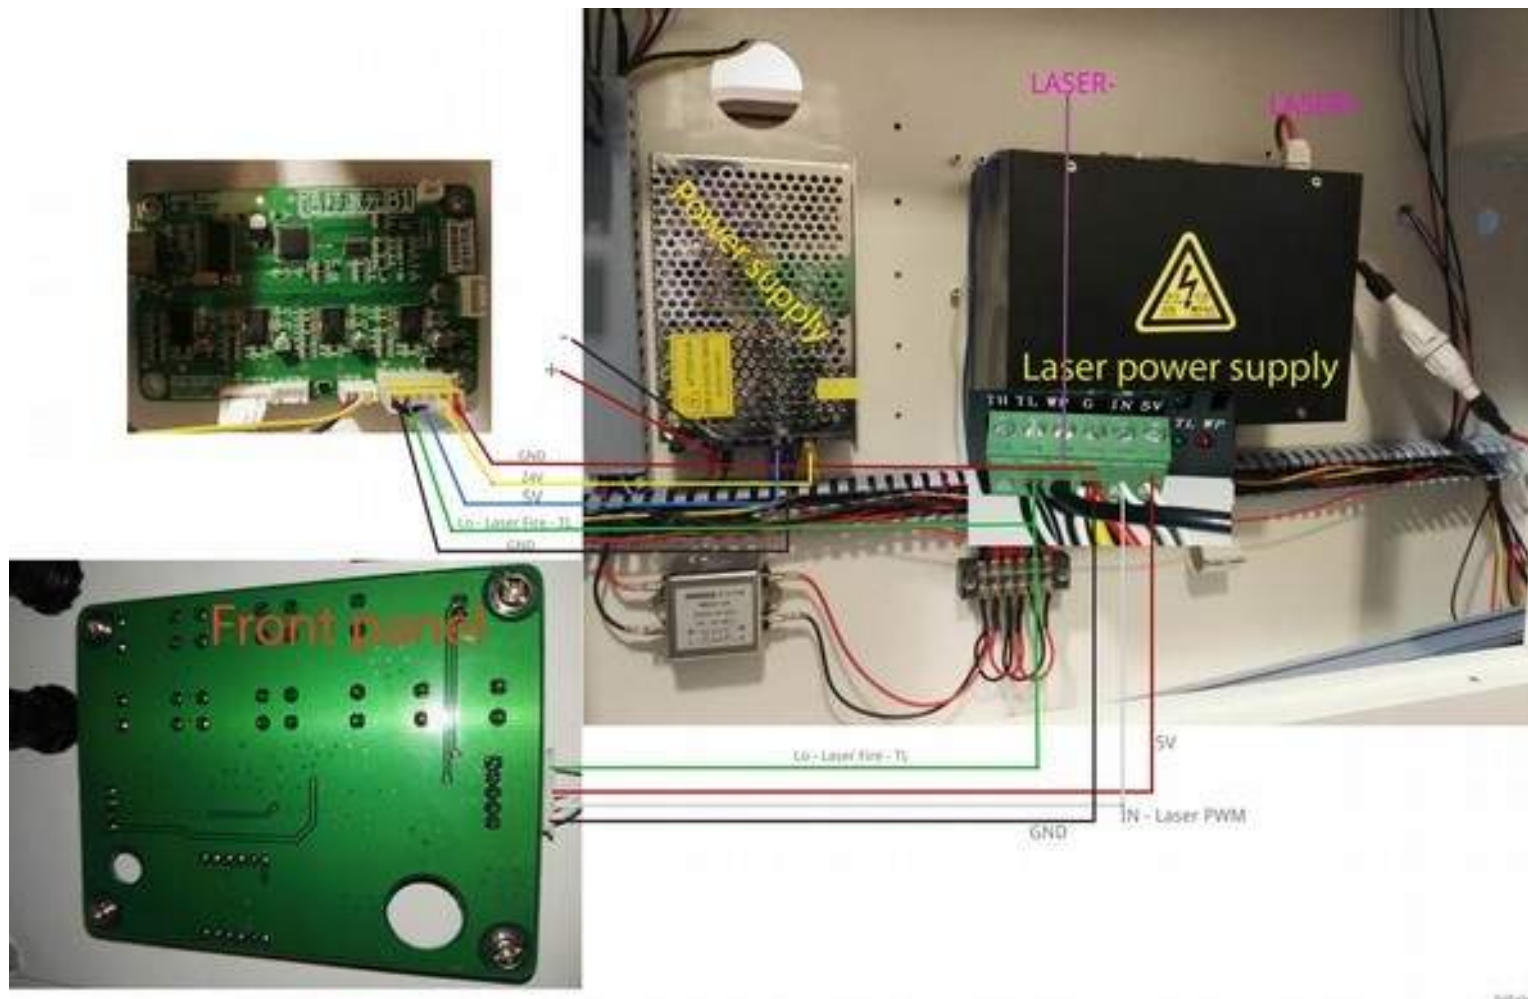 LASER-
LASER-
Power supply
Laser power supply
TH TL WP G IN 5V
TL WP
-
+
GND
24v
5V
Lo - Laser Fire - TL
GND
Front panel
Lo - Laser Fire - TL
5V
IN - Laser PWM
GND